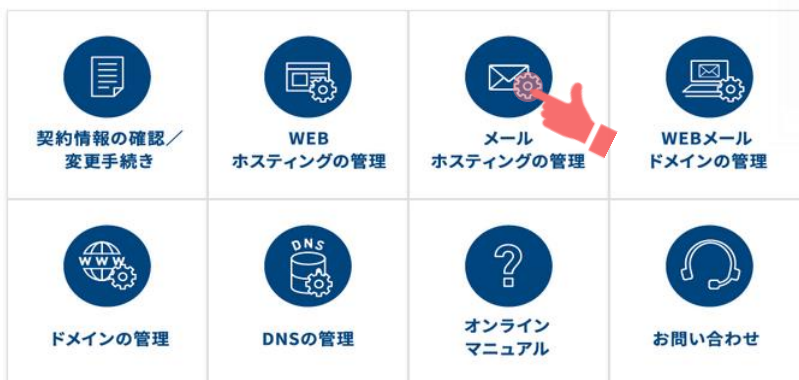 契約情報の確認／
変更手続き
WEB
ホスティングの管理
メール
ホスティングの管理
WEBメール
ドメインの管理
WWW
ドメインの管理
DNS
DNSの管理
?
オンライン
マニュアル
お問い合わせ